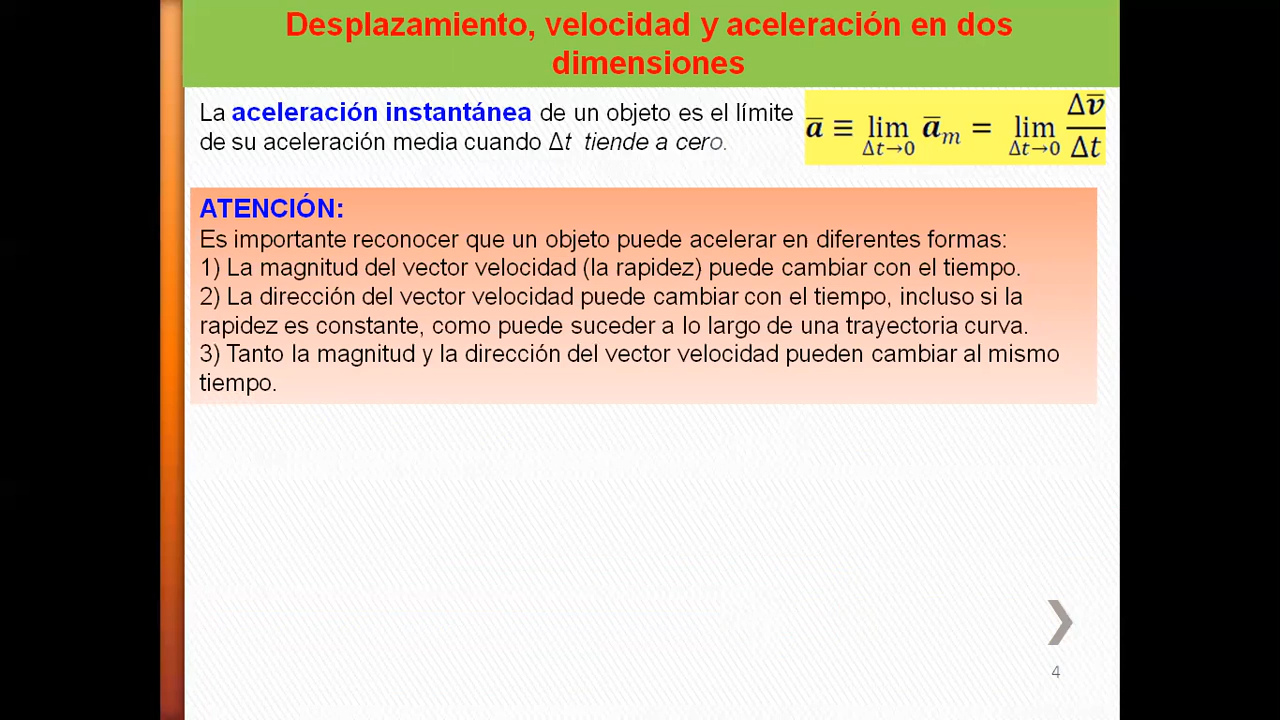 Desplazamiento, velocidad y aceleración en dos
dimensiones
La aceleración instantánea de un objeto es el límite
de su aceleración media cuando Δt tiende a cero.
a̅ ≡ lim Δt→0 a̅m = lim Δt→0 Δv̅/Δt
ATENCIÓN:
Es importante reconocer que un objeto puede acelerar en diferentes formas:
1) La magnitud del vector velocidad (la rapidez) puede cambiar con el tiempo.
2) La dirección del vector velocidad puede cambiar con el tiempo, incluso si la
rapidez es constante, como puede suceder a lo largo de una trayectoria curva.
3) Tanto la magnitud y la dirección del vector velocidad pueden cambiar al mismo
tiempo.
4